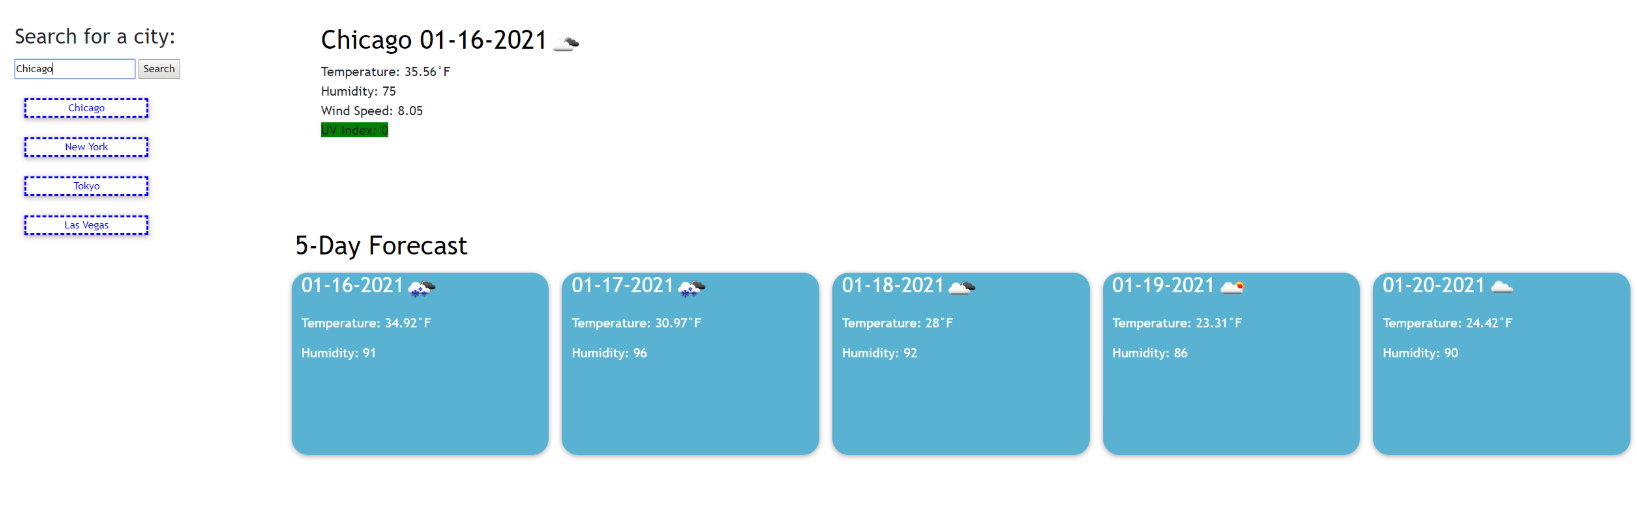 Search for a city:
Chicago
Search
Chicago
New York
Tokyo
Las Vegas
Chicago 01-16-2021
Temperature: 35.56°F
Humidity: 75
Wind Speed: 8.05
UV Index: 0
5-Day Forecast
01-16-2021
Temperature: 34.92°F
Humidity: 91
01-17-2021
Temperature: 30.97°F
Humidity: 96
01-18-2021
Temperature: 28°F
Humidity: 92
01-19-2021
Temperature: 23.31°F
Humidity: 86
01-20-2021
Temperature: 24.42°F
Humidity: 90